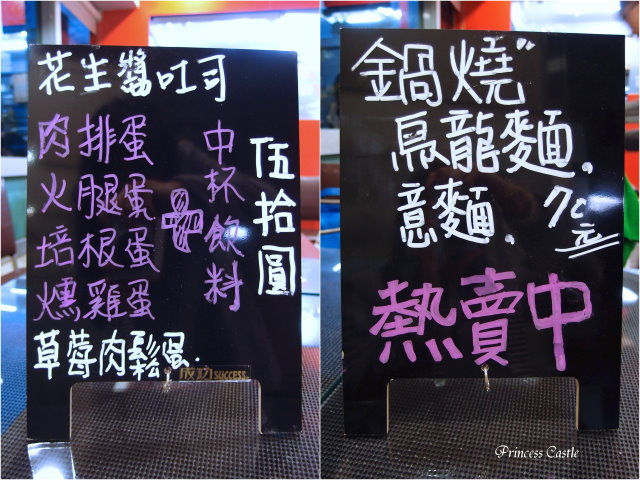 花生醬吐司
肉排蛋
火腿蛋
培根蛋
燻雞蛋
草莓肉鬆蛋.
+
中杯飲料
伍拾圓
成功 SUCCESS
鍋燒"
烏龍麵.
意麵. 70元
熱賣中
Princess Castle